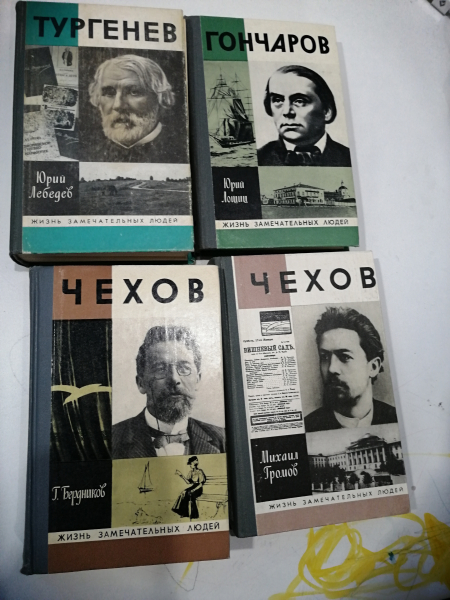 ТУРГЕНЕВ
Юрий
Лебедев
ЖИЗНЬ ЗАМЕЧАТЕЛЬНЫХ ЛЮДЕЙ
ГОНЧАРОВ
Юрий
Лощиц
ЖИЗНЬ ЗАМЕЧАТЕЛЬНЫХ ЛЮДЕЙ
ЧЕХОВ
Г. Бердников
ЖИЗНЬ ЗАМЕЧАТЕЛЬНЫХ ЛЮДЕЙ
ЧЕХОВ
ВИШНЕВЫЙ САДЪ
Михаил
Громов
ЖИЗНЬ ЗАМЕЧАТЕЛЬНЫХ ЛЮДЕЙ